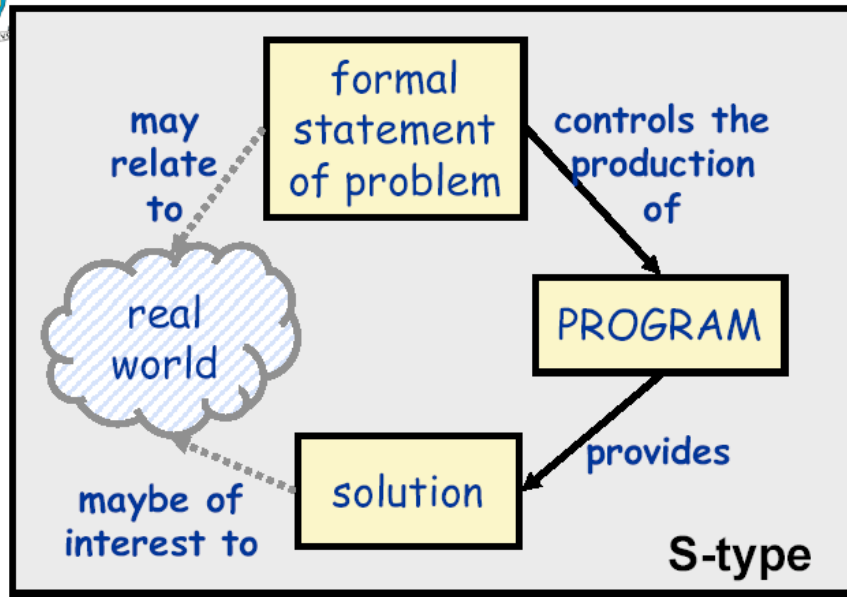 formal
statement
of problem
may
relate
to
controls the
production
of
real
world
PROGRAM
provides
solution
maybe of
interest to
S-type